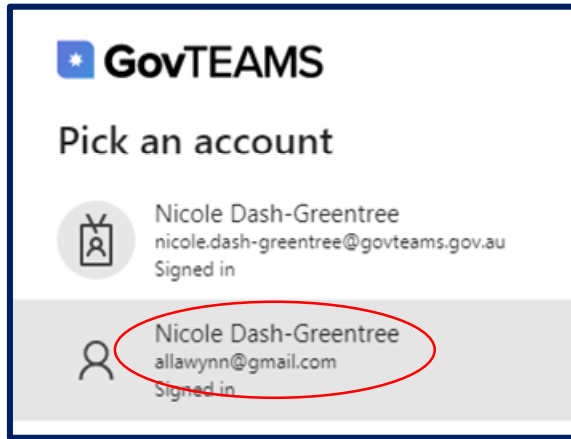 GovTEAMS
Pick an account
Nicole Dash-Greentree
nicole.dash-greentree@govteams.gov.au
Signed in
Nicole Dash-Greentree
allawynn@gmail.com
Signed in